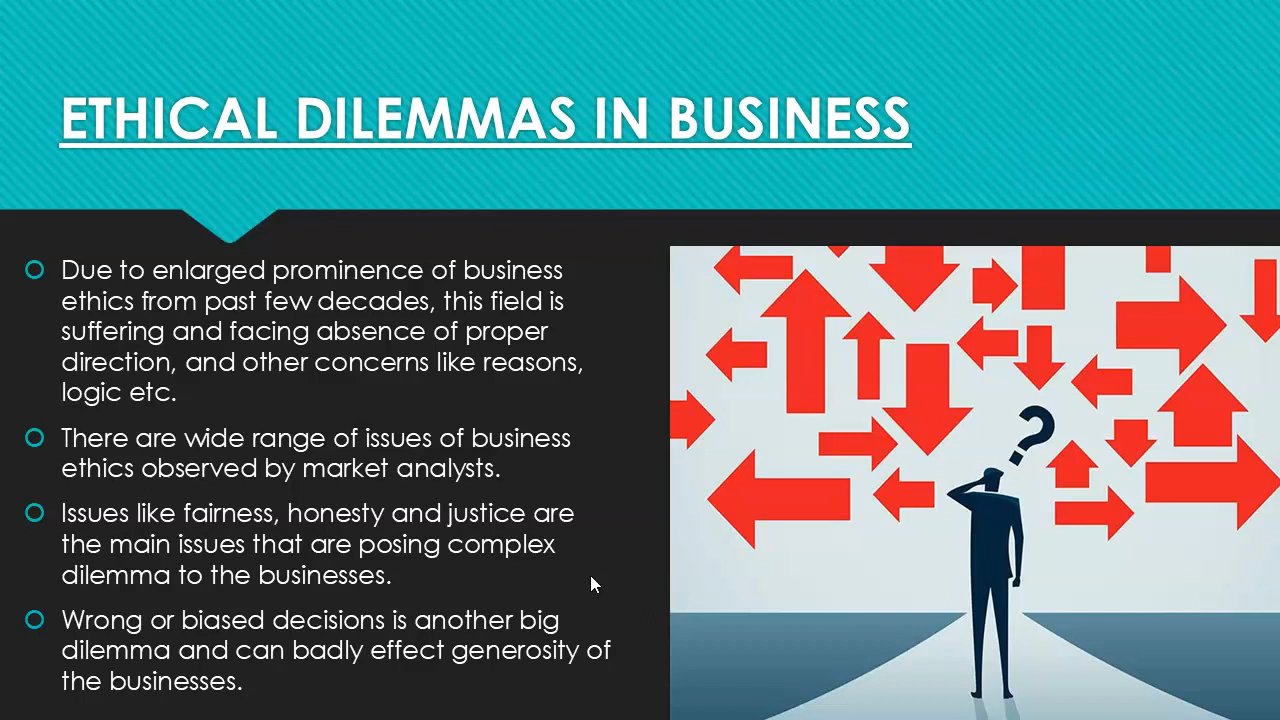 ETHICAL DILEMMAS IN BUSINESS
Due to enlarged prominence of business
ethics from past few decades, this field is
suffering and facing absence of proper
direction, and other concerns like reasons,
logic etc.
There are wide range of issues of business
ethics observed by market analysts.
Issues like fairness, honesty and justice are
the main issues that are posing complex
dilemma to the businesses.
Wrong or biased decisions is another big
dilemma and can badly effect generosity of
the businesses.
?